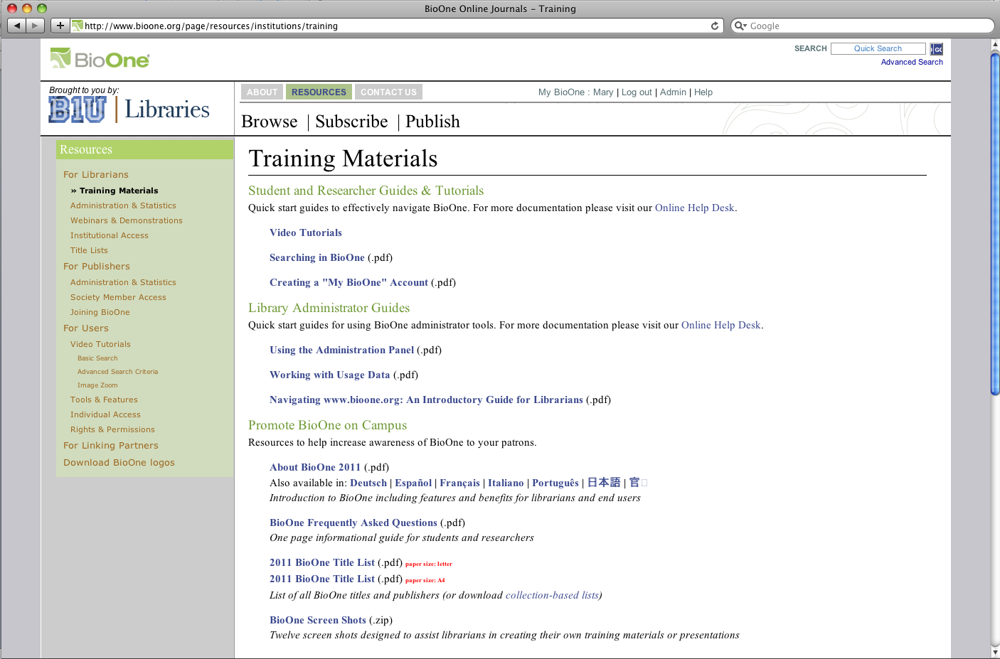 BioOne Online Journals – Training
http://www.bioone.org/page/resources/institutions/training
Google
BioOne
SEARCH Quick Search GO
Advanced Search
Brought to you by:
B1U Libraries
ABOUT RESOURCES CONTACT US
My BioOne : Mary | Log out | Admin | Help
Browse | Subscribe | Publish
Resources
For Librarians
» Training Materials
Administration & Statistics
Webinars & Demonstrations
Institutional Access
Title Lists
For Publishers
Administration & Statistics
Society Member Access
Joining BioOne
For Users
Video Tutorials
Basic Search
Advanced Search Criteria
Image Zoom
Tools & Features
Individual Access
Rights & Permissions
For Linking Partners
Download BioOne logos
Training Materials
Student and Researcher Guides & Tutorials
Quick start guides to effectively navigate BioOne. For more documentation please visit our Online Help Desk.
Video Tutorials
Searching in BioOne (.pdf)
Creating a "My BioOne" Account (.pdf)
Library Administrator Guides
Quick start guides for using BioOne administrator tools. For more documentation please visit our Online Help Desk.
Using the Administration Panel (.pdf)
Working with Usage Data (.pdf)
Navigating www.bioone.org: An Introductory Guide for Librarians (.pdf)
Promote BioOne on Campus
Resources to help increase awareness of BioOne to your patrons.
About BioOne 2011 (.pdf)
Also available in: Deutsch | Español | Français | Italiano | Português | 日本語 | 官
Introduction to BioOne including features and benefits for librarians and end users
BioOne Frequently Asked Questions (.pdf)
One page informational guide for students and researchers
2011 BioOne Title List (.pdf) paper size: letter
2011 BioOne Title List (.pdf) paper size: A4
List of all BioOne titles and publishers (or download collection-based lists)
BioOne Screen Shots (.zip)
Twelve screen shots designed to assist librarians in creating their own training materials or presentations